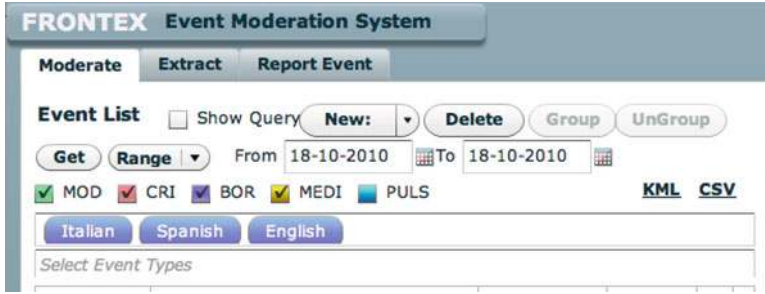 FRONTEX Event Moderation System
Moderate Extract Report Event
Event List Show Query New: Delete Group UnGroup
Get Range From 18-10-2010 To 18-10-2010
MOD CRI BOR MEDI PULS KML CSV
Italian Spanish English
Select Event Types